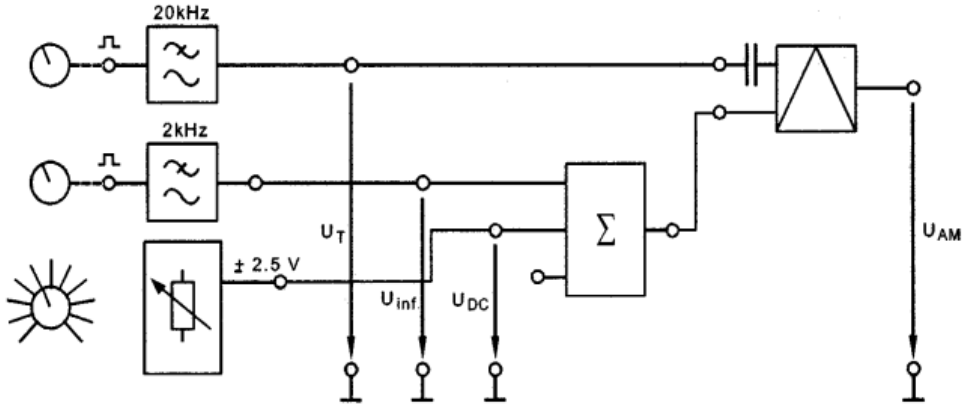 20kHz
2kHz
± 2.5 V
U_T
U_inf.
U_DC
Σ
U_AM